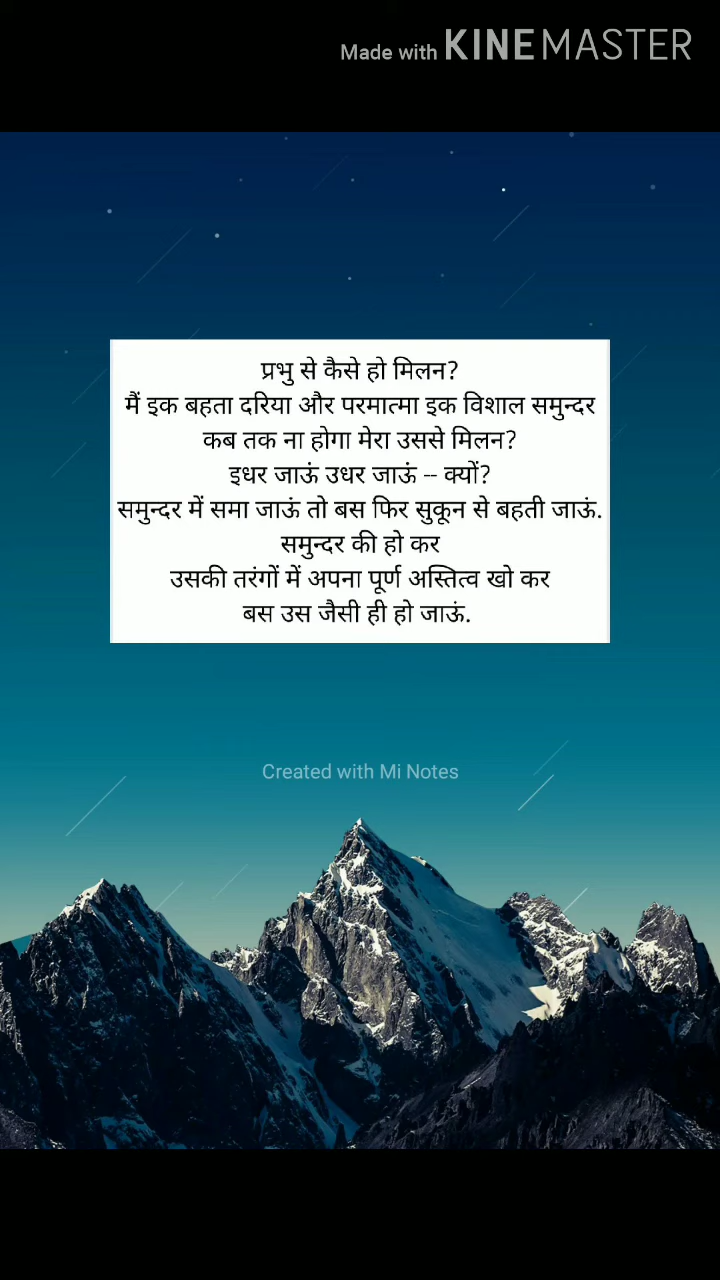 Made with KINEMASTER
प्रभु से कैसे हो मिलन?
मैं इक बहता दरिया और परमात्मा इक विशाल समुन्दर
कब तक ना होगा मेरा उससे मिलन?
इधर जाऊं उधर जाऊं -- क्यों?
समुन्दर में समा जाऊं तो बस फिर सुकून से बहती जाऊं.
समुन्दर की हो कर
उसकी तरंगों में अपना पूर्ण अस्तित्व खो कर
बस उस जैसी ही हो जाऊं.
Created with Mi Notes